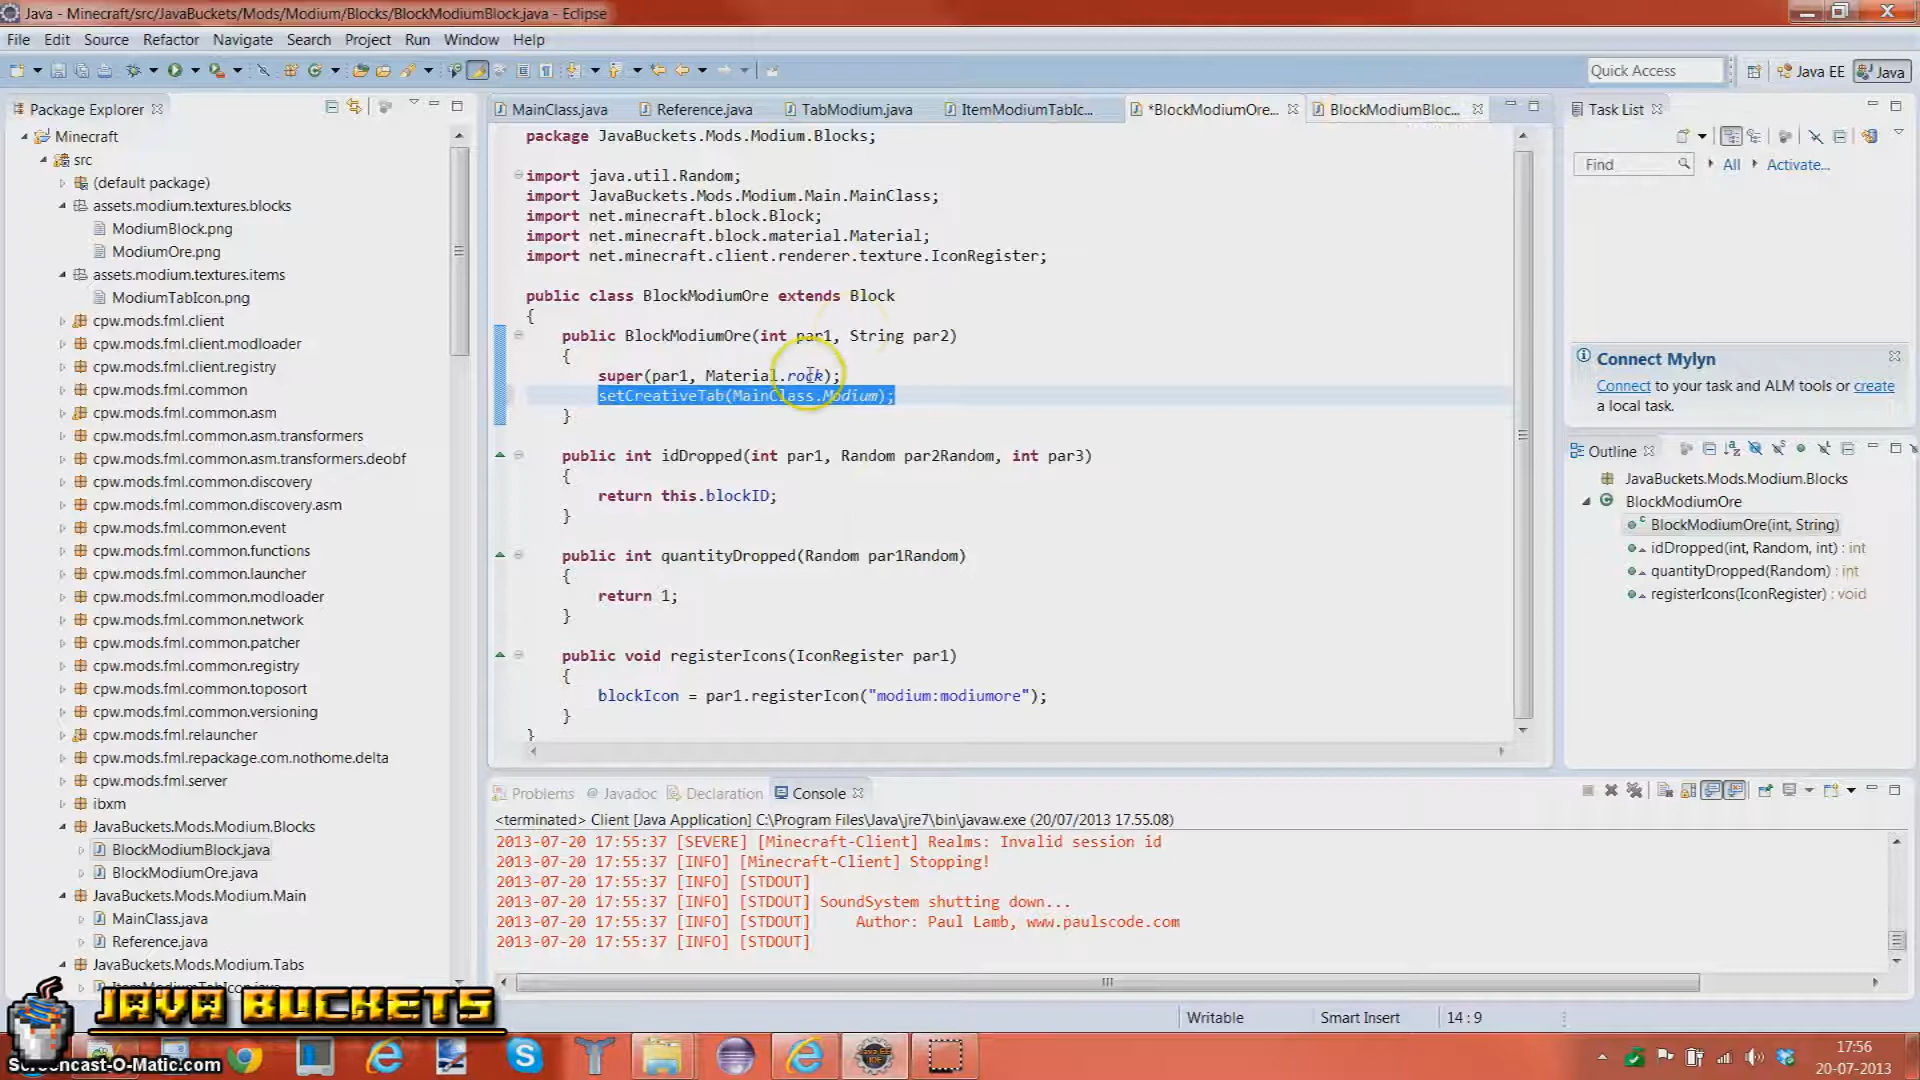 Java - Minecraft/src/JavaBuckets/Mods/Modium/Blocks/BlockModiumBlock.java - Eclipse
File Edit Source Refactor Navigate Search Project Run Window Help
Quick Access
Java EE
Java
Package Explorer
Minecraft
src
(default package)
assets.modium.textures.blocks
ModiumBlock.png
ModiumOre.png
assets.modium.textures.items
ModiumTabIcon.png
cpw.mods.fml.client
cpw.mods.fml.client.modloader
cpw.mods.fml.client.registry
cpw.mods.fml.common
cpw.mods.fml.common.asm
cpw.mods.fml.common.asm.transformers
cpw.mods.fml.common.asm.transformers.deobf
cpw.mods.fml.common.discovery
cpw.mods.fml.common.discovery.asm
cpw.mods.fml.common.event
cpw.mods.fml.common.functions
cpw.mods.fml.common.launcher
cpw.mods.fml.common.modloader
cpw.mods.fml.common.network
cpw.mods.fml.common.patcher
cpw.mods.fml.common.registry
cpw.mods.fml.common.toposort
cpw.mods.fml.common.versioning
cpw.mods.fml.relauncher
cpw.mods.fml.repackage.com.nothome.delta
cpw.mods.fml.server
ibxm
JavaBuckets.Mods.Modium.Blocks
BlockModiumBlock.java
BlockModiumOre.java
JavaBuckets.Mods.Modium.Main
MainClass.java
Reference.java
JavaBuckets.Mods.Modium.Tabs
MainClass.java Reference.java TabModium.java ItemModiumTabIc... *BlockModiumOre... BlockModiumBloc...
package JavaBuckets.Mods.Modium.Blocks;
import java.util.Random;
import JavaBuckets.Mods.Modium.Main.MainClass;
import net.minecraft.block.Block;
import net.minecraft.block.material.Material;
import net.minecraft.client.renderer.texture.IconRegister;
public class BlockModiumOre extends Block
{
public BlockModiumOre(int par1, String par2)
{
super(par1, Material.rock);
setCreativeTab(MainClass.Modium);
}
public int idDropped(int par1, Random par2Random, int par3)
{
return this.blockID;
}
public int quantityDropped(Random par1Random)
{
return 1;
}
public void registerIcons(IconRegister par1)
{
blockIcon = par1.registerIcon("modium:modiumore");
}
}
Problems @ Javadoc Declaration Console
<terminated> Client [Java Application] C:\Program Files\Java\jre7\bin\javaw.exe (20/07/2013 17.55.08)
2013-07-20 17:55:37 [SEVERE] [Minecraft-Client] Realms: Invalid session id
2013-07-20 17:55:37 [INFO] [Minecraft-Client] Stopping!
2013-07-20 17:55:37 [INFO] [STDOUT]
2013-07-20 17:55:37 [INFO] [STDOUT] SoundSystem shutting down...
2013-07-20 17:55:37 [INFO] [STDOUT] Author: Paul Lamb, www.paulscode.com
2013-07-20 17:55:37 [INFO] [STDOUT]
Task List
Find
All
Activate...
Connect Mylyn
Connect to your task and ALM tools or create
a local task.
Outline
JavaBuckets.Mods.Modium.Blocks
BlockModiumOre
BlockModiumOre(int, String)
idDropped(int, Random, int) : int
quantityDropped(Random) : int
registerIcons(IconRegister) : void
Writable
Smart Insert
14 : 9
JAVA BUCKETS
Screencast-O-Matic.com
17:56
20-07-2013